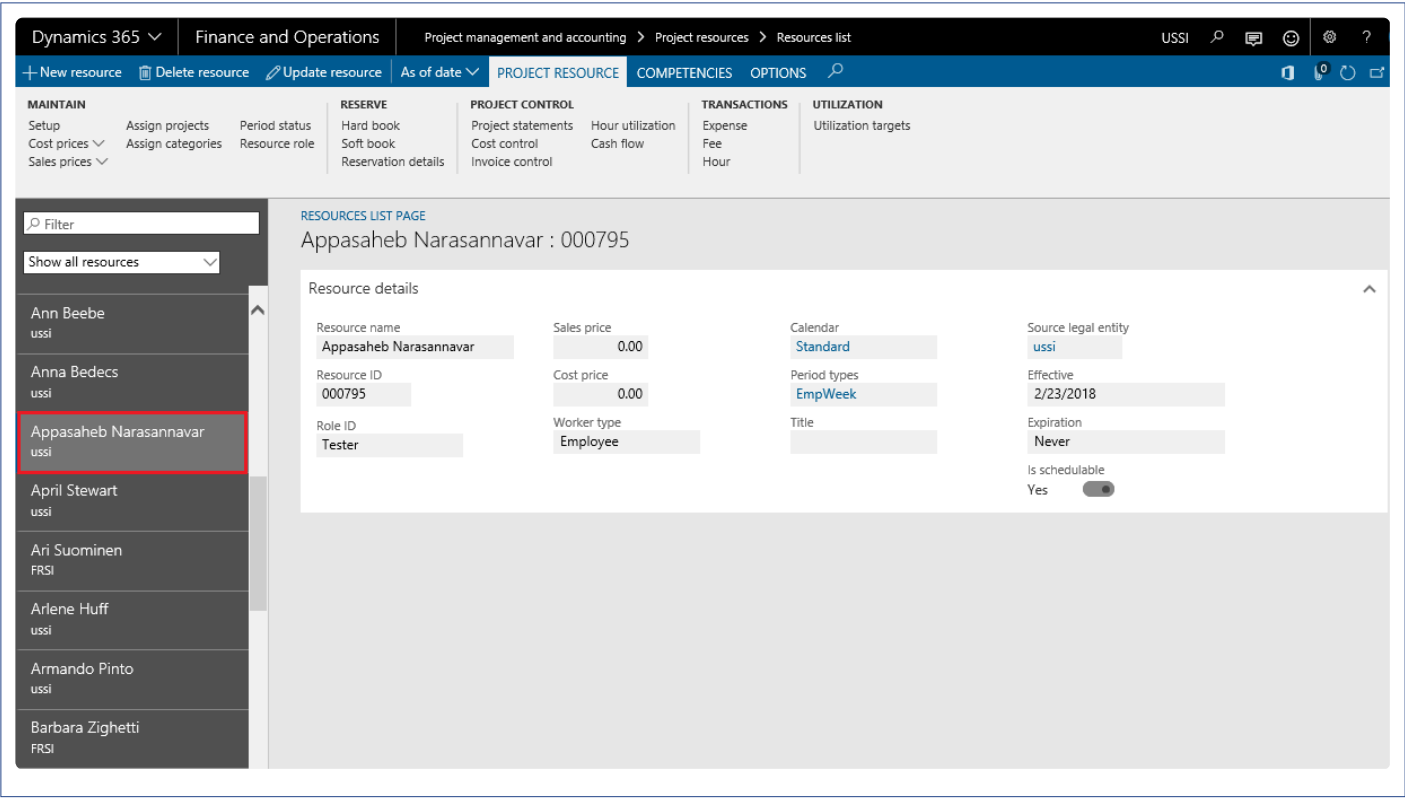 Dynamics 365 Finance and Operations Project management and accounting > Project resources > Resources list USSI ?
+ New resource Delete resource Update resource As of date PROJECT RESOURCE COMPETENCIES OPTIONS 0
MAINTAIN RESERVE PROJECT CONTROL TRANSACTIONS UTILIZATION
Setup Assign projects Period status Hard book Project statements Hour utilization Expense Utilization targets
Cost prices Assign categories Resource role Soft book Cost control Cash flow Fee
Sales prices Reservation details Invoice control Hour
Filter
Show all resources
Ann Beebe
ussi
Anna Bedecs
ussi
Appasaheb Narasannavar
ussi
April Stewart
ussi
Ari Suominen
FRSI
Arlene Huff
ussi
Armando Pinto
ussi
Barbara Zighetti
FRSI
RESOURCES LIST PAGE
Appasaheb Narasannavar : 000795
Resource details
Resource name Sales price Calendar Source legal entity
Appasaheb Narasannavar 0.00 Standard ussi
Resource ID Cost price Period types Effective
000795 0.00 EmpWeek 2/23/2018
Role ID Worker type Title Expiration
Tester Employee Never
Is schedulable
Yes